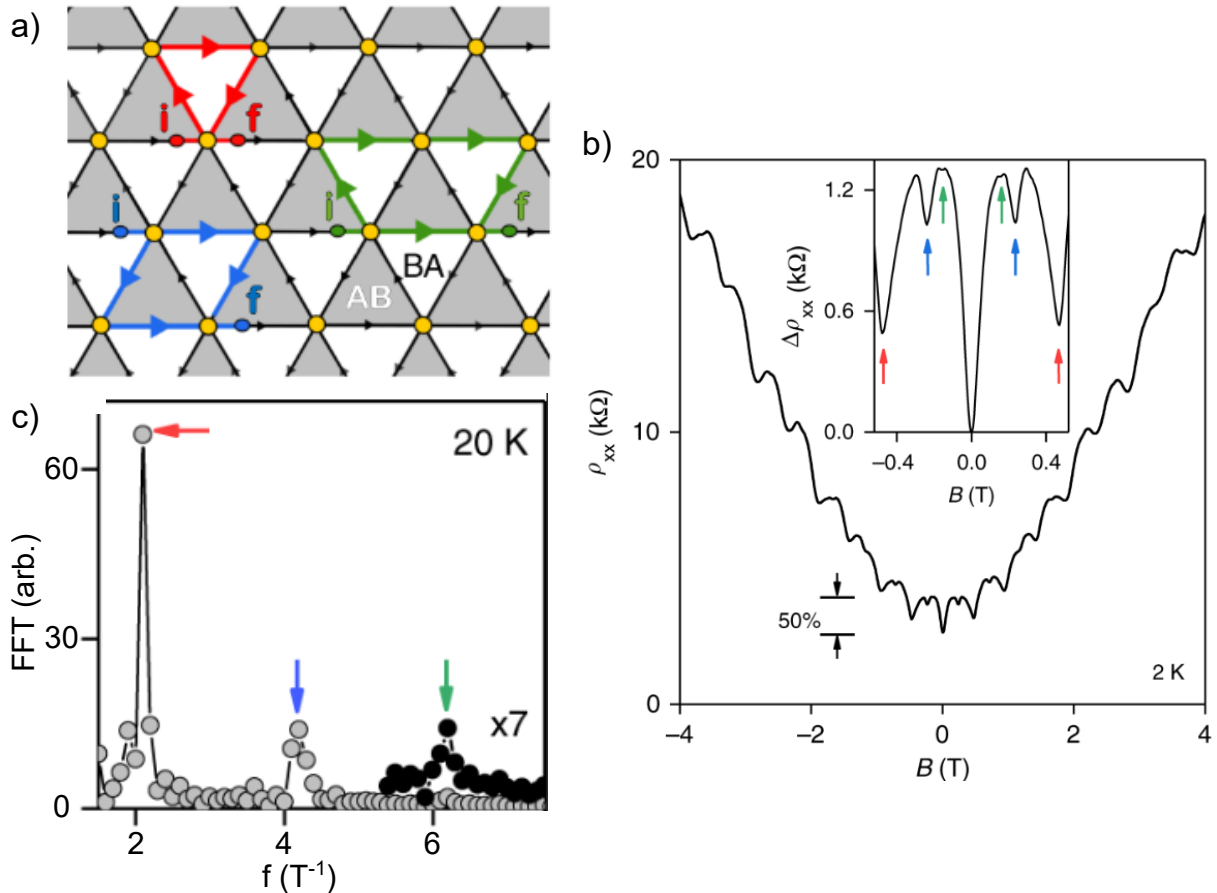 a)
i
f
i
f
i
f
BA
AB
b)
20
10
0
ρxx (kΩ)
−4
−2
0
2
4
B (T)
50%
2 K
1.2
0.6
0.0
Δρxx (kΩ)
−0.4
0.0
0.4
B (T)
c)
20 K
x7
60
30
0
FFT (arb.)
2
4
6
f (T⁻¹)